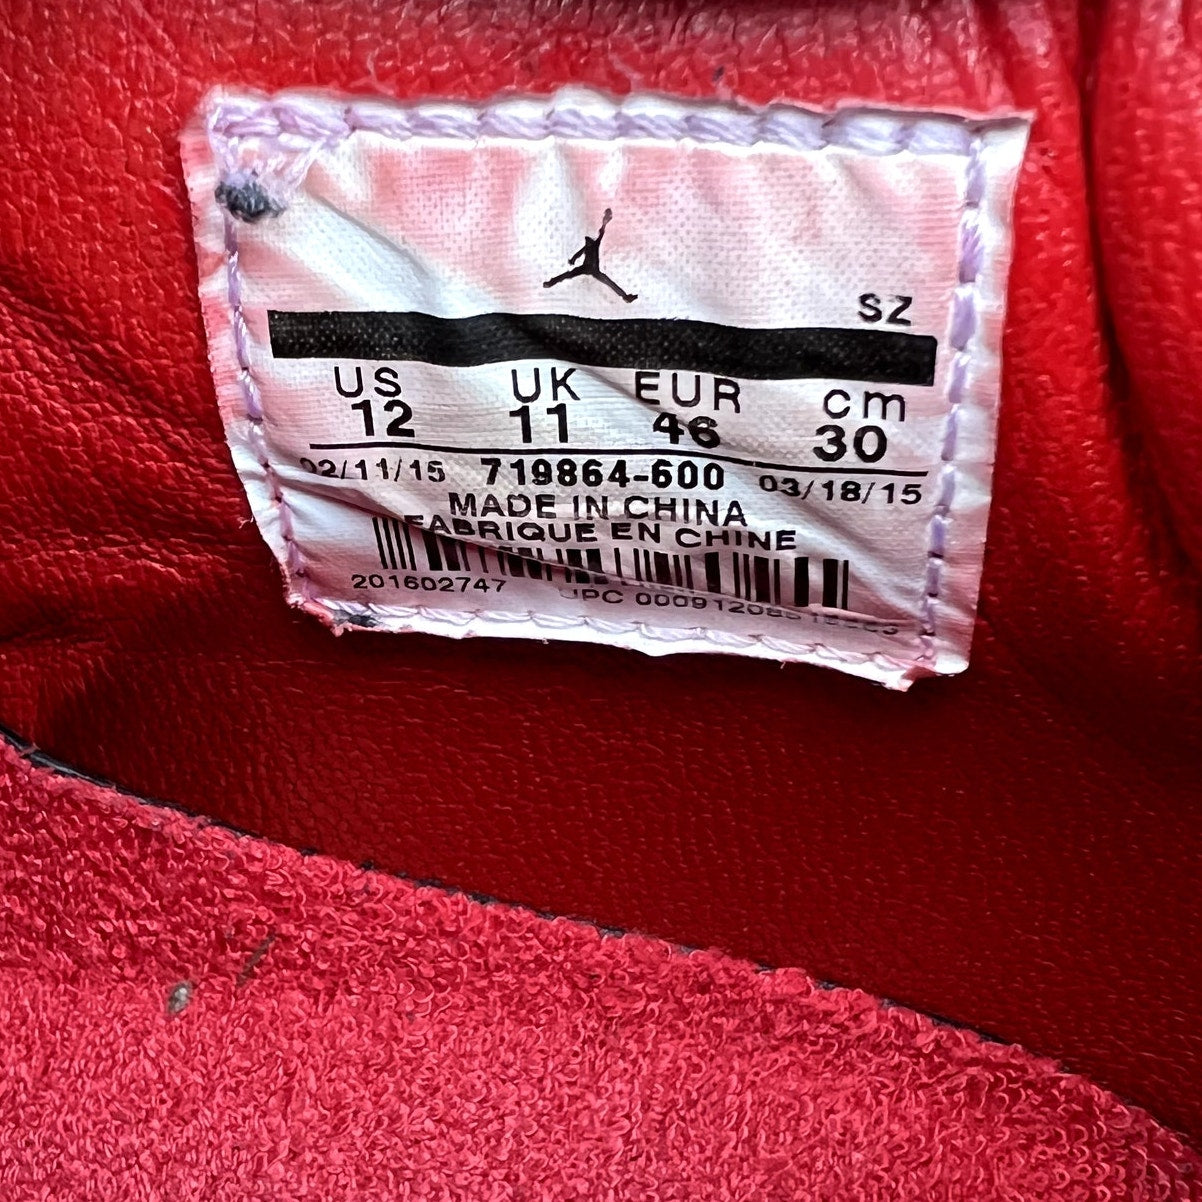 SZ
US UK EUR cm
12 11 46 30
02/11/15 719864-600 03/18/15
MADE IN CHINA
FABRIQUE EN CHINE
201602747 UPC